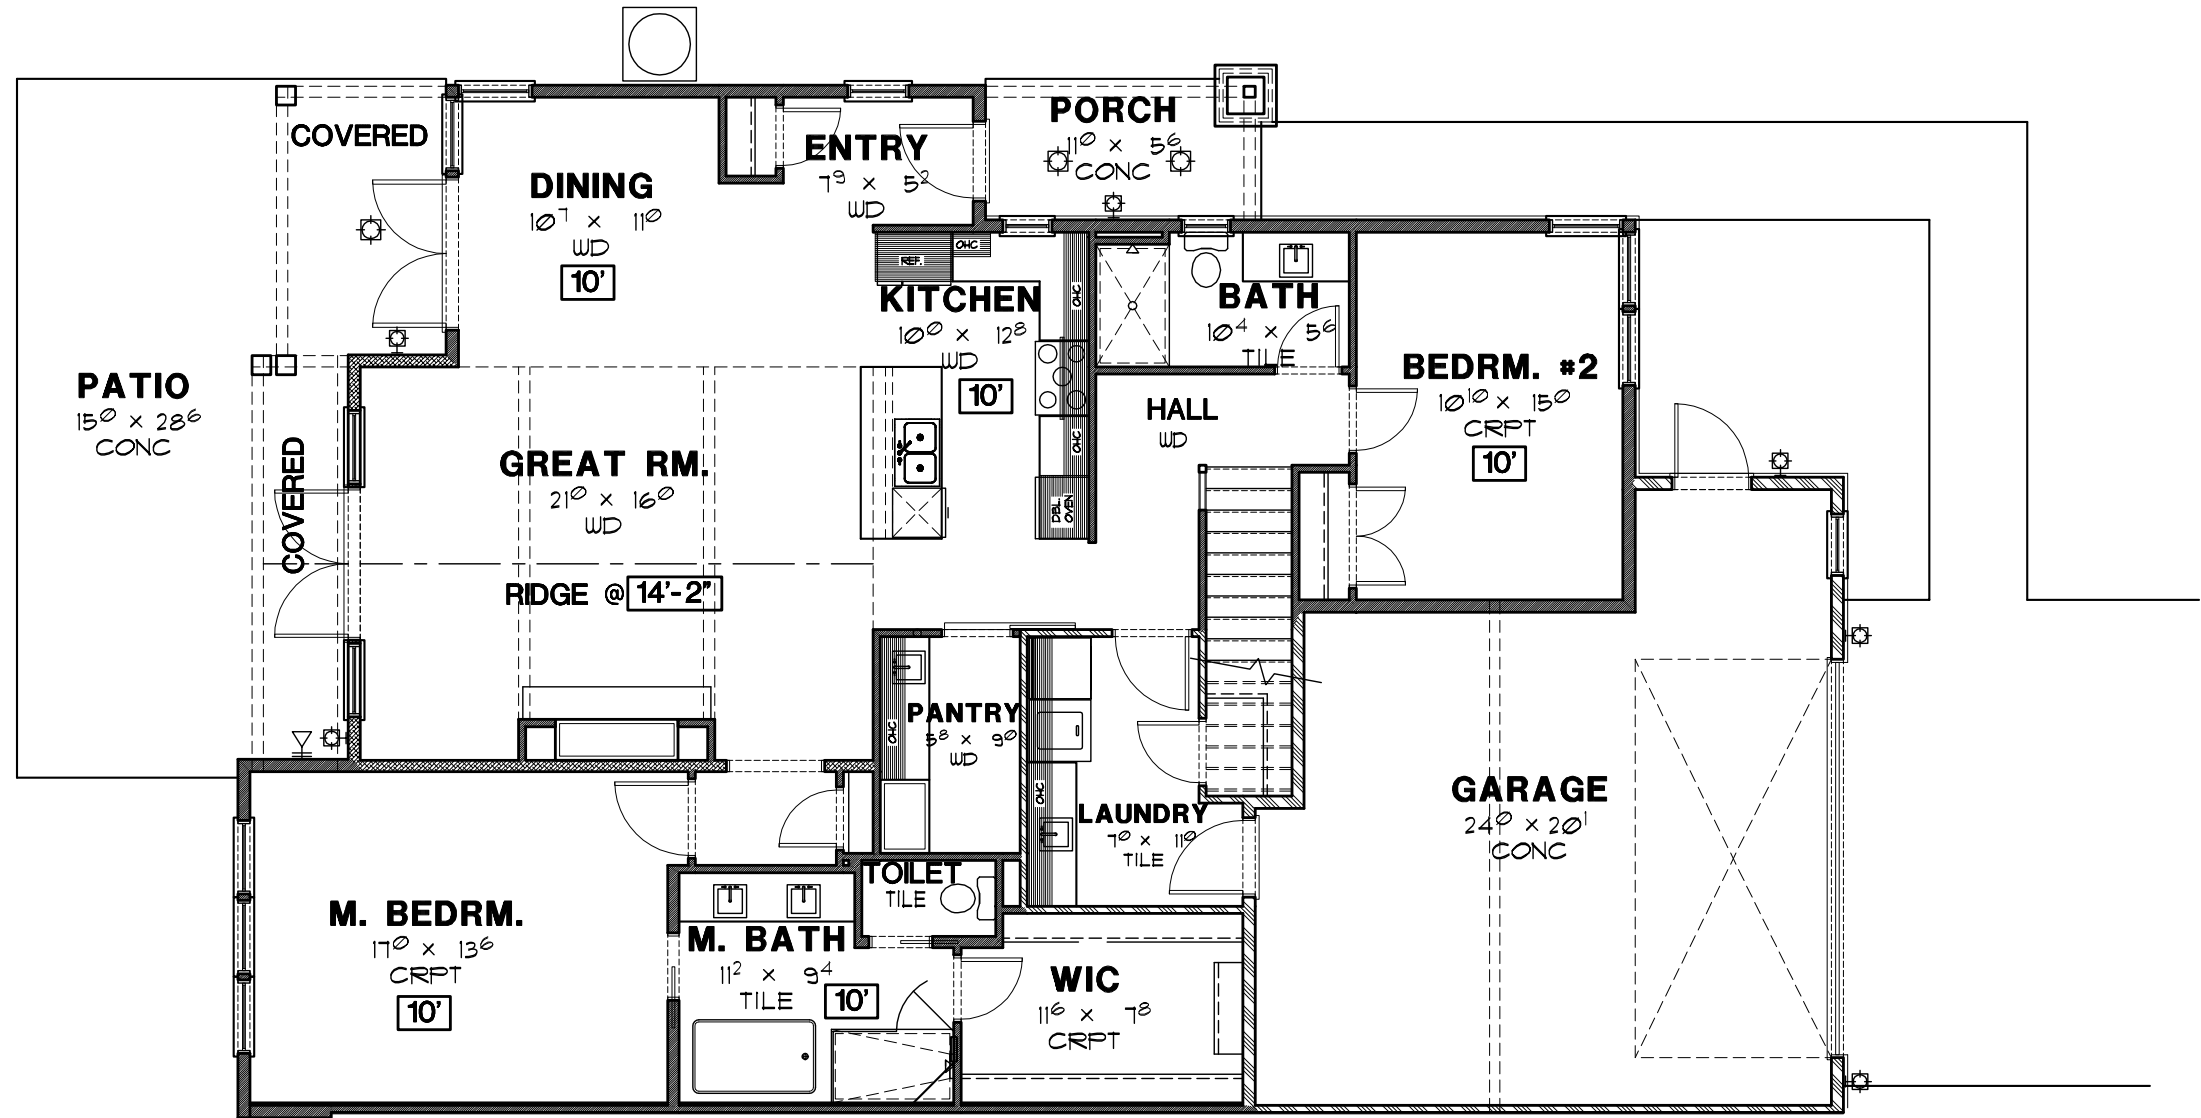 COVERED
PORCH
11⁰ × 5⁶
CONC
ENTRY
7⁹ × 5²
WD
DINING
10⁷ × 11⁰
WD
10'
REF.
OHC
OHC
KITCHEN
10⁰ × 12⁸
WD
10'
OHC
DBL. OVEN
BATH
10⁴ × 5⁶
TILE
BEDRM. #2
10¹⁰ × 15⁰
CRPT
10'
HALL
WD
PATIO
15⁰ × 28⁶
CONC
COVERED
GREAT RM.
21⁰ × 16⁰
WD
RIDGE @ 14'-2"
PANTRY
5⁸ × 9⁰
WD
OHC
LAUNDRY
7⁰ × 11⁰
TILE
OHC
GARAGE
24⁰ × 20¹
CONC
TOILET
TILE
M. BEDRM.
17⁰ × 13⁶
CRPT
10'
M. BATH
11² × 9⁴
TILE
10'
WIC
11⁶ × 7⁸
CRPT